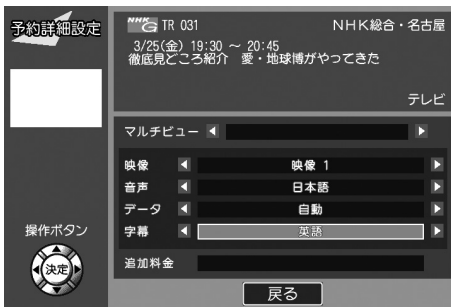 予約詳細設定
NHK G TR 031 NHK総合・名古屋
3/25(金) 19:30 ～ 20:45
徹底見どころ紹介 愛・地球博がやってきた
テレビ
マルチビュー
映像 映像 1
音声 日本語
データ 自動
字幕 英語
追加料金
操作ボタン
決定
戻る